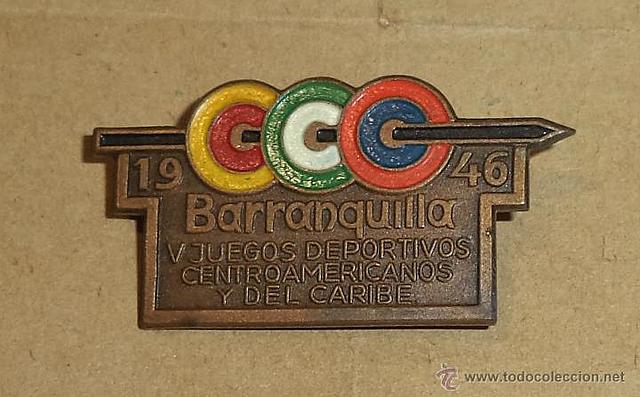 19 46
Barranquilla
V JUEGOS DEPORTIVOS
CENTROAMERICANOS
Y DEL CARIBE
www.todocoleccion.net